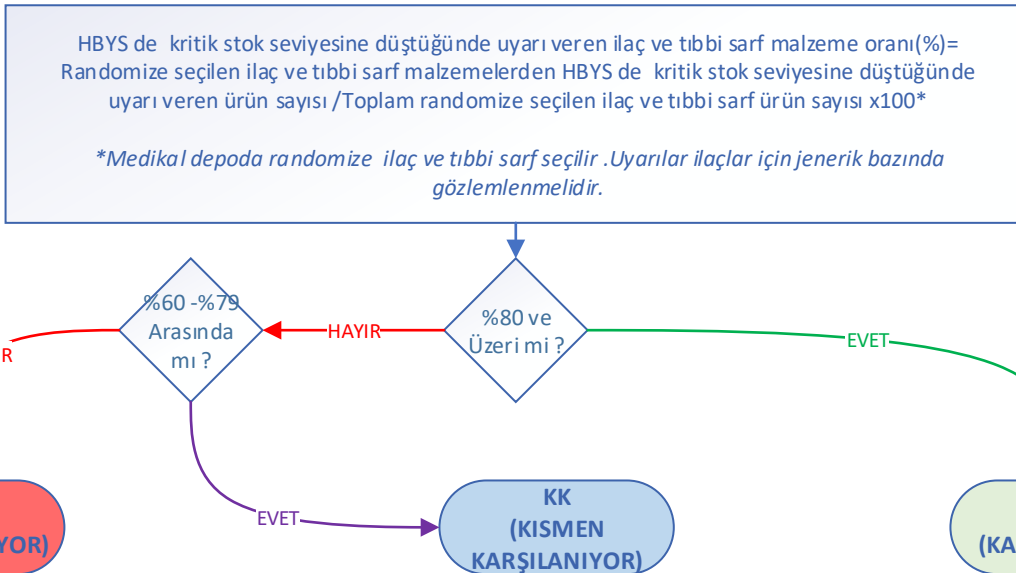 HBYS de kritik stok seviyesine düştüğünde uyarı veren ilaç ve tıbbi sarf malzeme oranı(%)=
Randomize seçilen ilaç ve tıbbi sarf malzemelerden HBYS de kritik stok seviyesine düştüğünde
uyarı veren ürün sayısı /Toplam randomize seçilen ilaç ve tıbbi sarf ürün sayısı x100*
*Medikal depoda randomize ilaç ve tıbbi sarf seçilir .Uyarılar ilaçlar için jenerik bazında
gözlemlenmelidir.
%60 -%79
Arasında
mı ?
HAYIR
%80 ve
Üzeri mi ?
EVET
R
EVET
YOR)
KK
(KISMEN
KARŞILANIYOR)
(KA